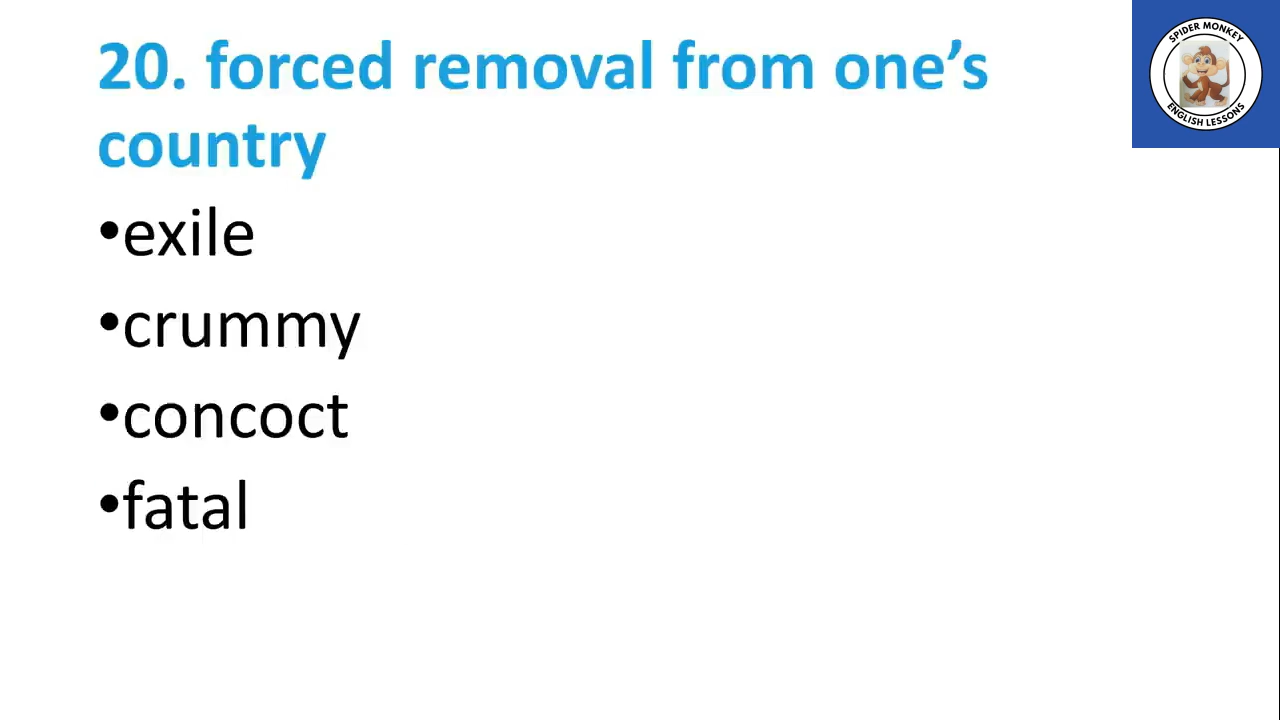 20. forced removal from one’s
country
•exile
•crummy
•concoct
•fatal
SPIDER MONKEY
ENGLISH LESSONS